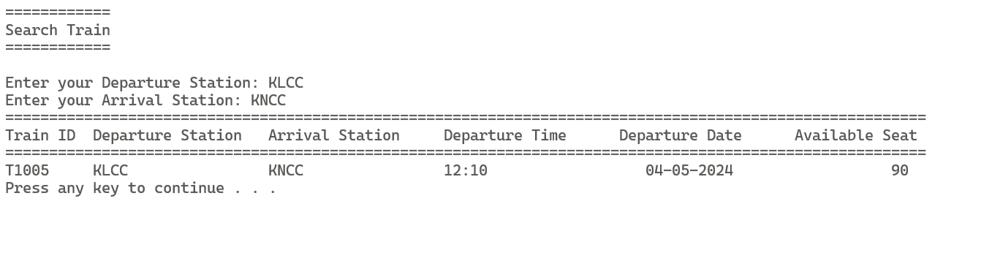 ============
Search Train
============
Enter your Departure Station: KLCC
Enter your Arrival Station: KNCC
=========================================================================================================
Train ID  Departure Station   Arrival Station     Departure Time      Departure Date      Available Seat
=========================================================================================================
T1005     KLCC                KNCC                12:10                  04-05-2024                  90
Press any key to continue . . .